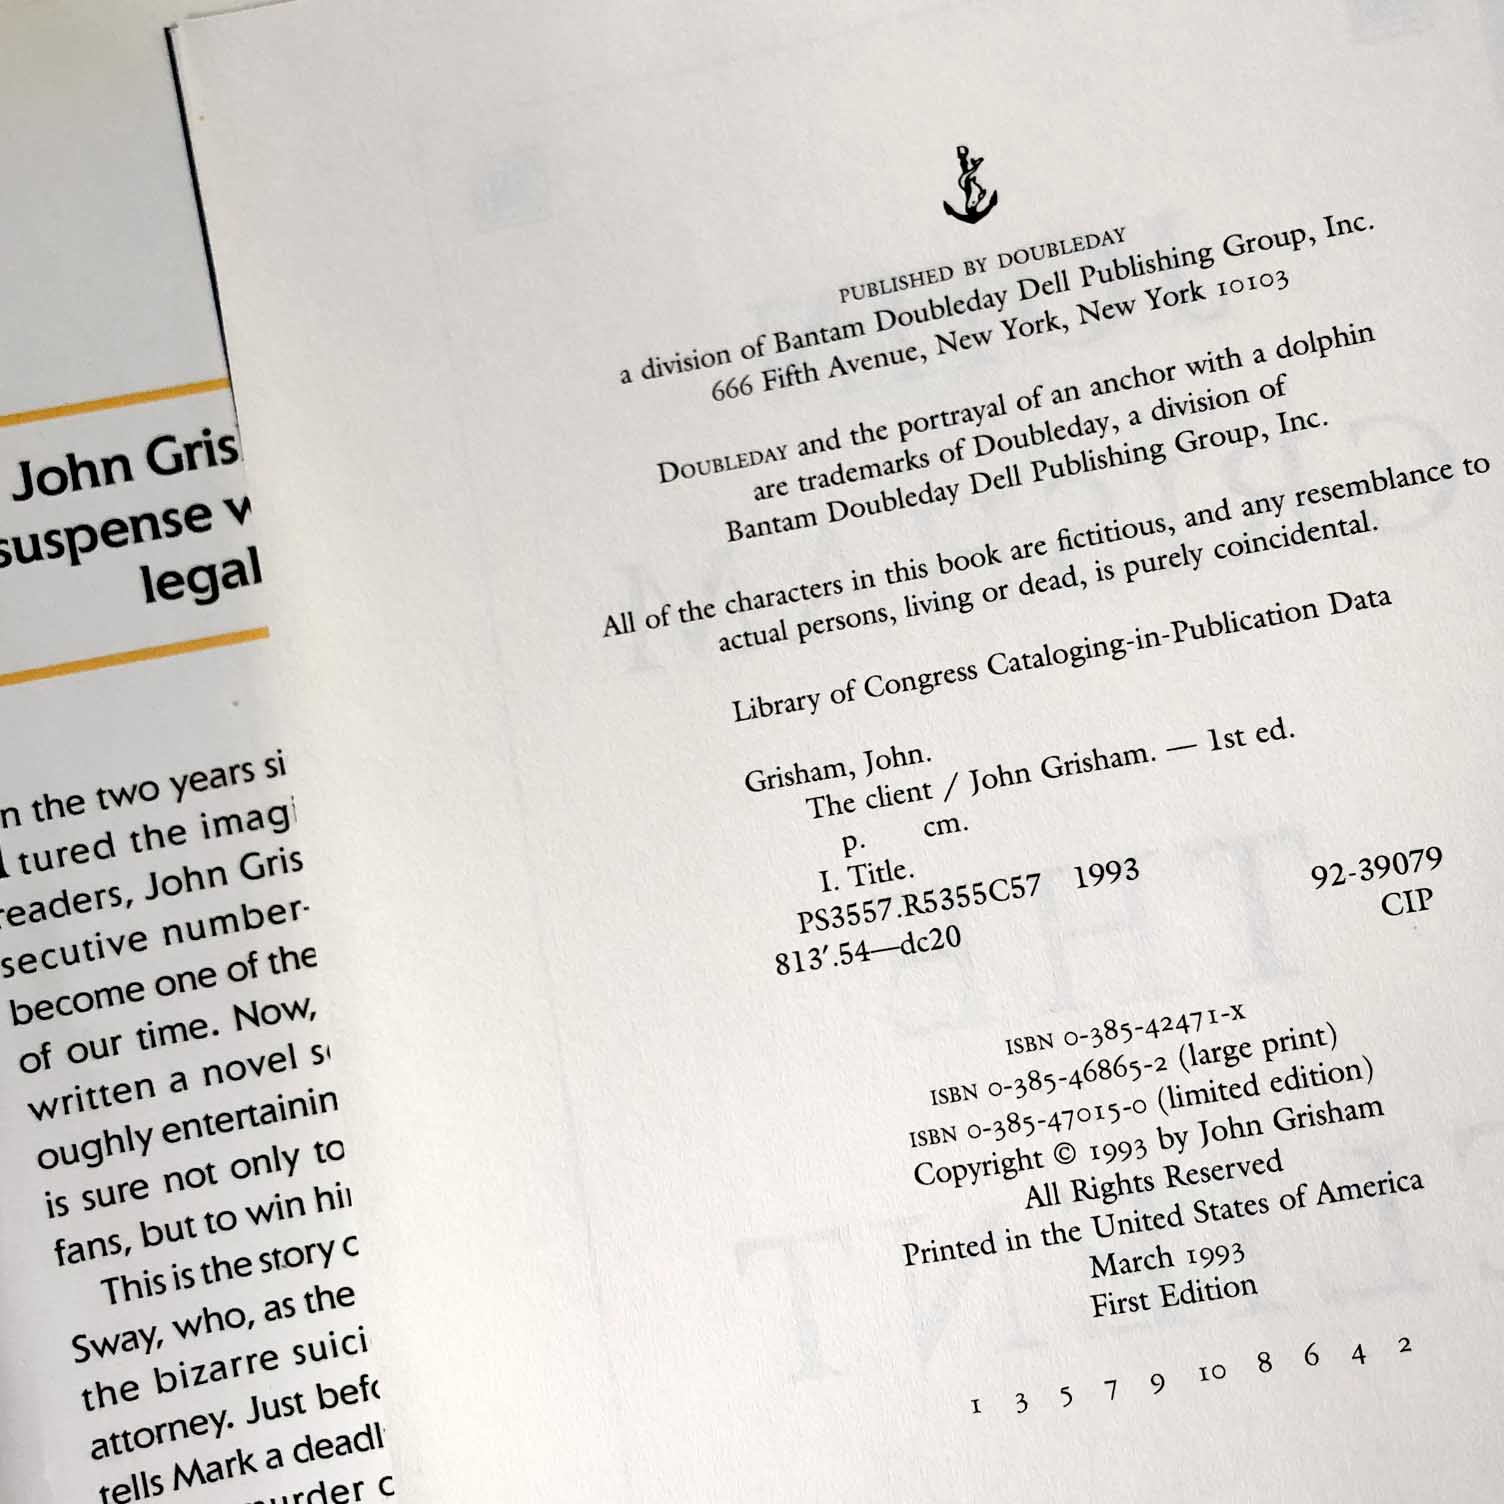 John Gris
suspense w
legal
n the two years si
tured the imagi
readers, John Gris
secutive number-
become one of the
of our time. Now,
written a novel s
oughly entertainin
is sure not only to
fans, but to win hi
This is the story
Sway, who, as the
the bizarre suici
attorney. Just bef
tells Mark a deadl
urder
PUBLISHED BY DOUBLEDAY
a division of Bantam Doubleday Dell Publishing Group, Inc.
666 Fifth Avenue, New York, New York 10103
DOUBLEDAY and the portrayal of an anchor with a dolphin
are trademarks of Doubleday, a division of
Bantam Doubleday Dell Publishing Group, Inc.
All of the characters in this book are fictitious, and any resemblance to
actual persons, living or dead, is purely coincidental.
Library of Congress Cataloging-in-Publication Data
Grisham, John.
The client / John Grisham. — 1st ed.
p. cm.
I. Title.
PS3557.R5355C57 1993 92-39079
813′.54—dc20 CIP
ISBN 0-385-42471-X
ISBN 0-385-46865-2 (large print)
ISBN 0-385-47015-0 (limited edition)
Copyright © 1993 by John Grisham
All Rights Reserved
Printed in the United States of America
March 1993
First Edition
1 3 5 7 9 10 8 6 4 2